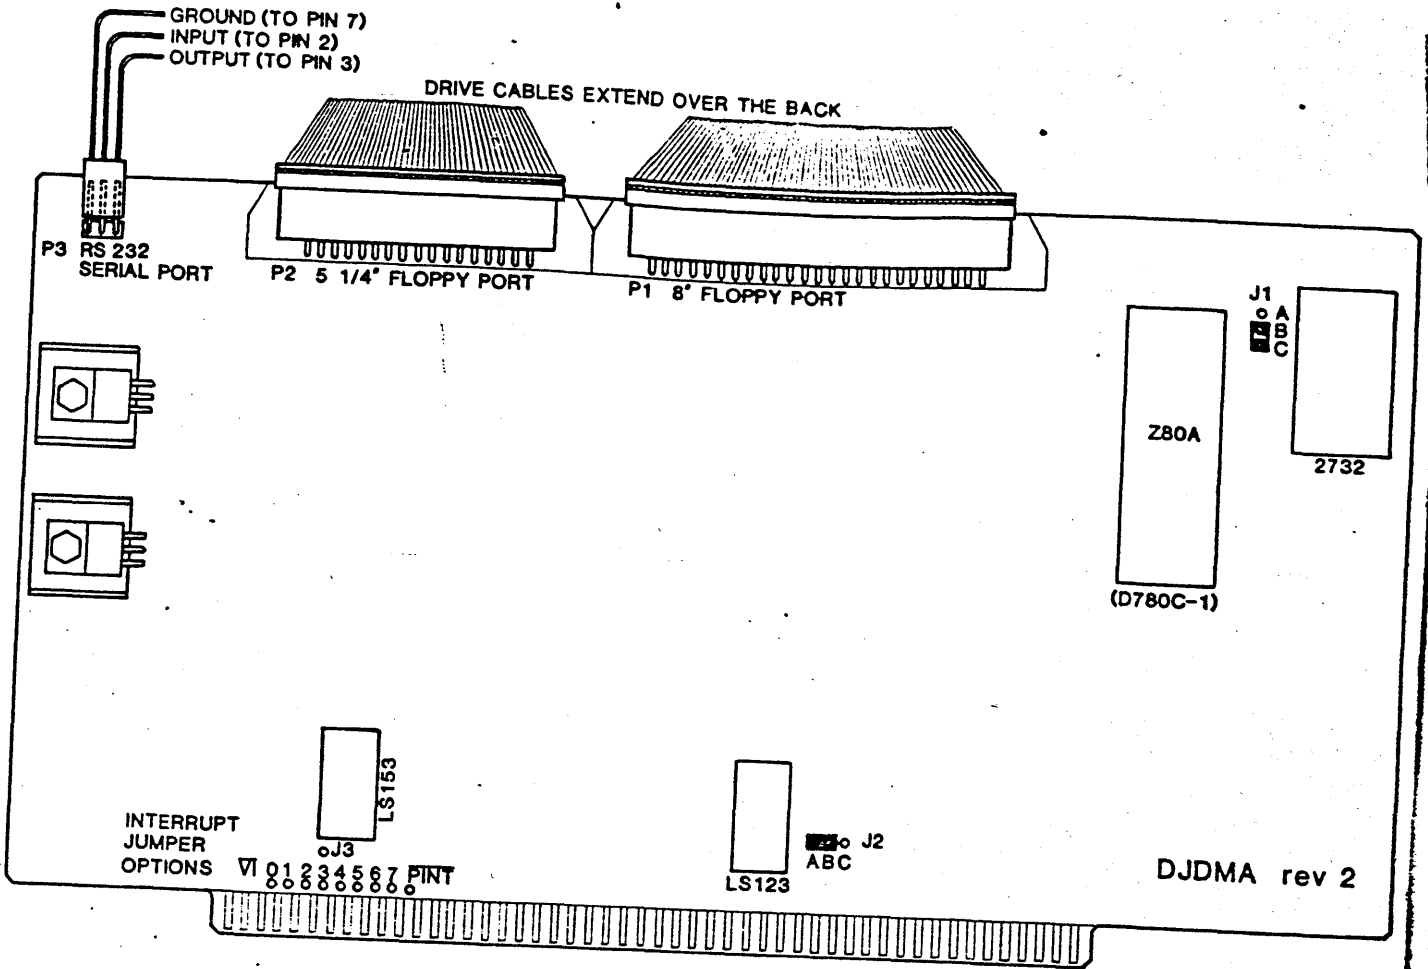 GROUND (TO PIN 7)
INPUT (TO PIN 2)
OUTPUT (TO PIN 3)
DRIVE CABLES EXTEND OVER THE BACK
P3 RS 232
SERIAL PORT
P2 5 1/4" FLOPPY PORT
P1 8" FLOPPY PORT
J1
A
B
C
Z80A
2732
(D780C-1)
LS153
INTERRUPT
JUMPER
OPTIONS
J3
VI 0 1 2 3 4 5 6 7 PINT
LS123
J2
ABC
DJDMA rev 2